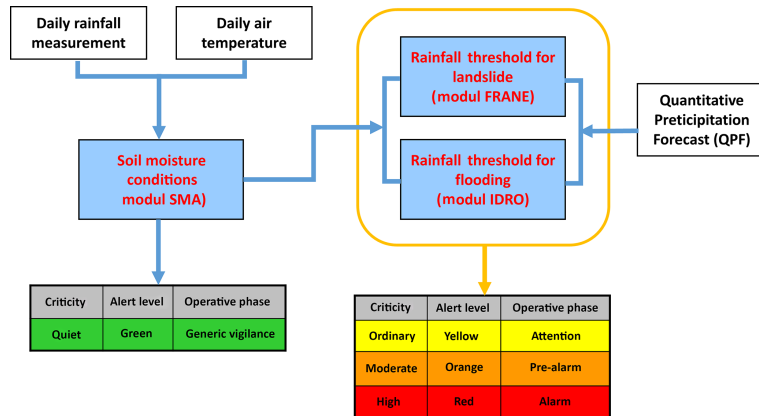 Daily rainfall
measurement
Daily air
temperature
Rainfall threshold for
landslide
(modul FRANE)
Quantitative
Preticipitation
Forecast (QPF)
Soil moisture
conditions
modul SMA)
Rainfall threshold for
flooding
(modul IDRO)
Criticity Alert level Operative phase
Quiet Green Generic vigilance
Criticity Alert level Operative phase
Ordinary Yellow Attention
Moderate Orange Pre-alarm
High Red Alarm